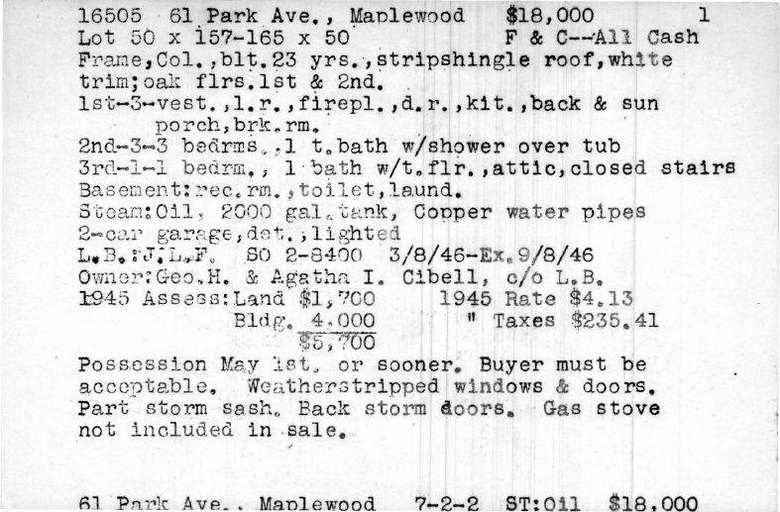 16505 61 Park Ave., Maplewood $18,000 1
Lot 50 x 157-165 x 50 F & C--All Cash
Frame,Col.,blt.23 yrs.,stripshingle roof,white
trim;oak flrs.1st & 2nd.
1st-3-vest.,l.r.,firepl.,d.r.,kit.,back & sun
porch,brk.rm.
2nd-3-3 bedrms.,1 t.bath w/shower over tub
3rd-1-1 bedrm., 1 bath w/t.flr.,attic,closed stairs
Basement:rec.rm.,toilet,laund.
Steam:Oil, 2000 gal.tank, Copper water pipes
2-car garage,det.,lighted
L.B.:J.L.F. SO 2-8400 3/8/46-Ex.9/8/46
Owner:Geo.H. & Agatha I. Cibell, c/o L.B.
1945 Assess:Land $1,700 1945 Rate $4.13
Bldg. 4,000 " Taxes $235.41
$5,700
Possession May 1st, or sooner. Buyer must be
acceptable. Weatherstripped windows & doors.
Part storm sash. Back storm doors. Gas stove
not included in sale.
61 Park Ave., Maplewood 7-2-2 ST:Oil $18,000